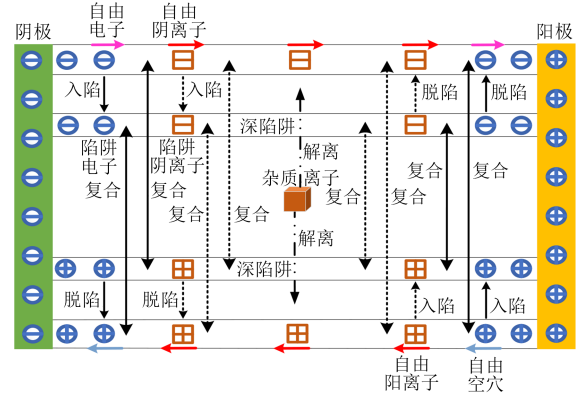 阴极
自由
电子
自由
阴离子
阳极
入陷
入陷
脱陷
脱陷
深陷阱
陷阱
电子
陷阱
阴离子
解离
复合
复合
复合
复合
杂质离子
复合
复合
复合
解离
深陷阱
脱陷
脱陷
入陷
入陷
自由
阳离子
自由
空穴